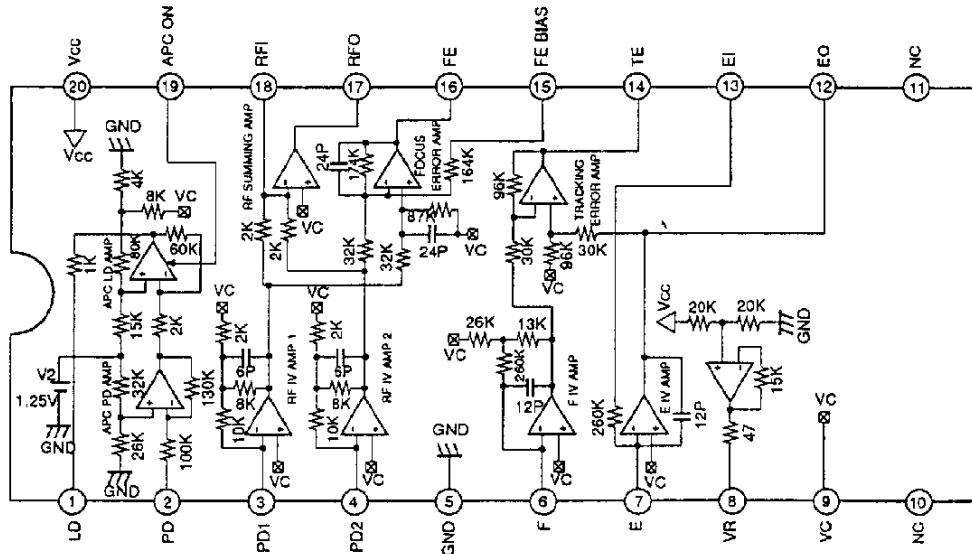 Vcc
APC ON
RFI
RFO
FE
FE BIAS
TE
EI
EO
NC
20
19
18
17
16
15
14
13
12
11
GND
Vcc
4K
8K
VC
1K
80K
60K
APC LD AMP
15K
2K
V2
1.25V
GND
32K
APC PD AMP
130K
26K
100K
GND
RF SUMMING AMP
2K
2K
VC
24P
174K
FOCUS
ERROR AMP
164K
87K
24P
VC
32K
32K
VC
2K
6P
8K
10K
RF IV AMP 1
VC
VC
2K
6P
8K
10K
RF IV AMP 2
VC
GND
96K
TRACKING
ERROR AMP
30K
96K
30K
VC
26K
13K
VC
260K
12P
F IV AMP
VC
260K
E IV AMP
12P
VC
Vcc
20K
20K
GND
15K
47
VC
1
2
3
4
5
6
7
8
9
10
LD
PD
PD1
PD2
GND
F
E
VR
VC
NC